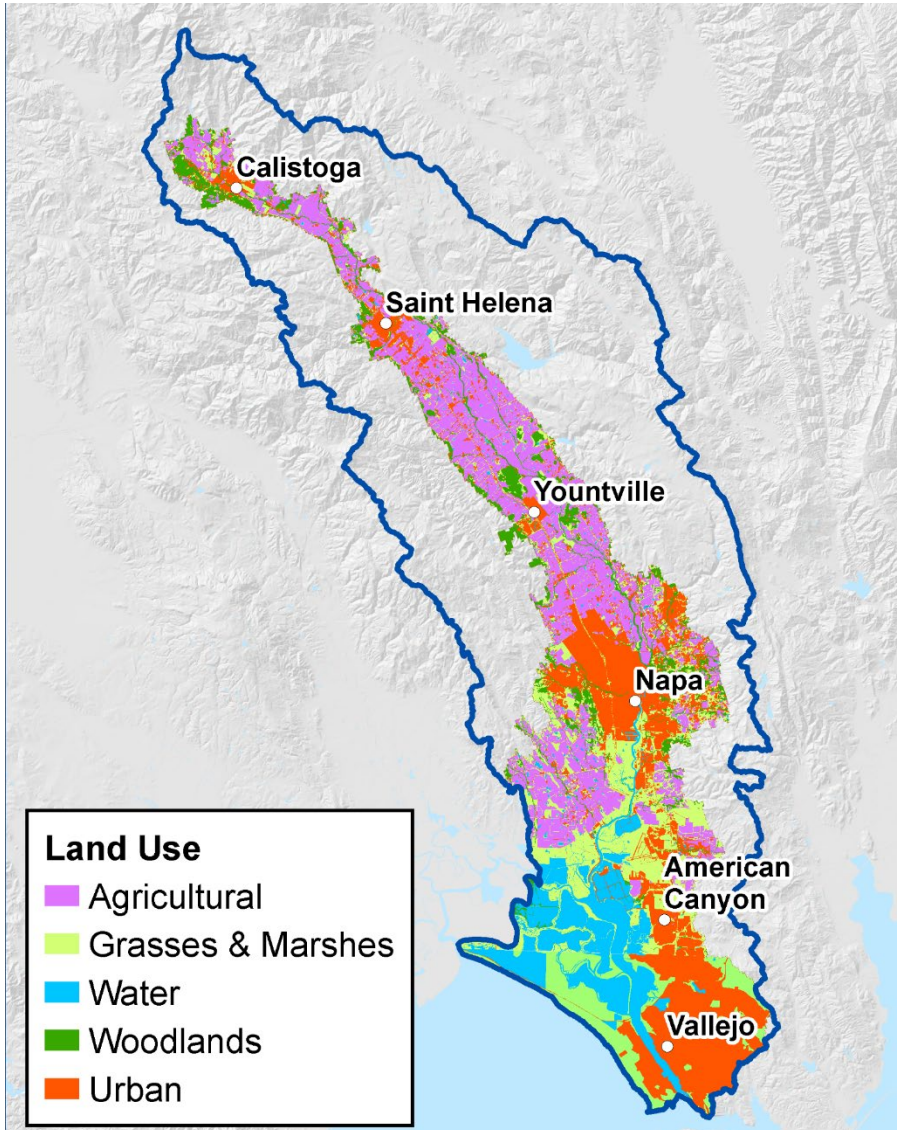 Calistoga
Saint Helena
Yountville
Napa
American
Canyon
Vallejo
Land Use
Agricultural
Grasses & Marshes
Water
Woodlands
Urban